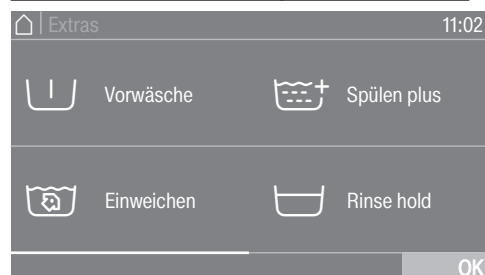 Extras 11:02
Vorwäsche Spülen plus
Einweichen Rinse hold
OK